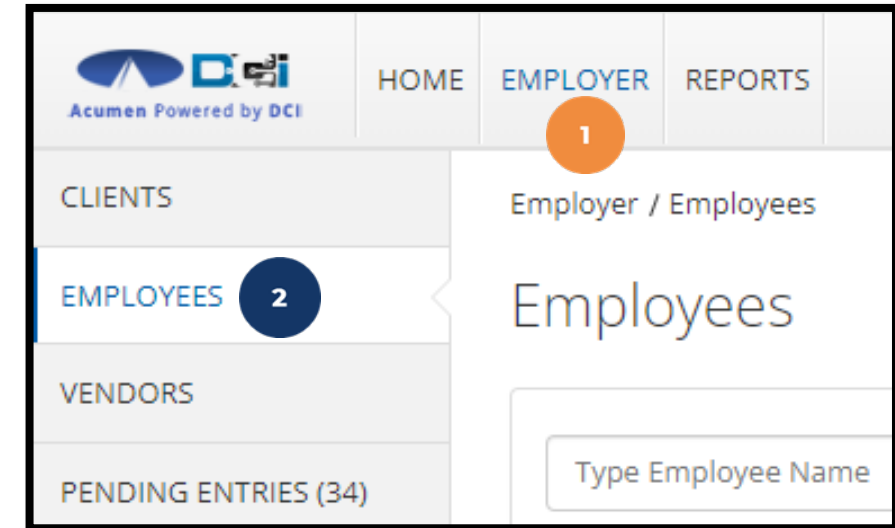 DCI
Acumen Powered by DCI
HOME EMPLOYER REPORTS
1
CLIENTS
Employer / Employees
EMPLOYEES 2
Employees
VENDORS
Type Employee Name
PENDING ENTRIES (34)